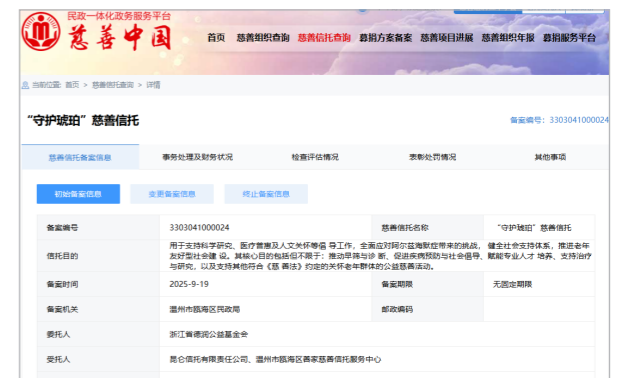 民政一体化政务服务平台
慈善中国
首页 慈善组织查询 慈善信托查询 募捐方案备案 慈善项目进展 慈善组织年报 募捐服务平台
当前位置: 首页 > 慈善信托查询 > 详情
“守护琥珀”慈善信托
备案编号: 3303041000024
慈善信托备案信息 事务处理及财务状况 检查评估情况 表彰处罚情况 其他事项
初始备案信息 变更备案信息 终止备案信息
备案编号 3303041000024 慈善信托名称 “守护琥珀”慈善信托
信托目的
用于支持科学研究、医疗普惠及人文关怀等倡 导工作，全面应对阿尔兹海默症带来的挑战，健全社会支持体系，推进老年
友好型社会建 设。其核心目的包括但不限于：推动早筛与诊 断、促进疾病预防与社会倡导、赋能专业人才 培养、支持治疗
与研究，以及支持其他符合《慈 善法》约定的关怀老年群体的公益慈善活动。
备案时间 2025-9-19 备案期限 无固定期限
备案机关 温州市瓯海区民政局 邮政编码
委托人 浙江省德润公益基金会
受托人 昆仑信托有限责任公司、温州市瓯海区善家慈善信托服务中心